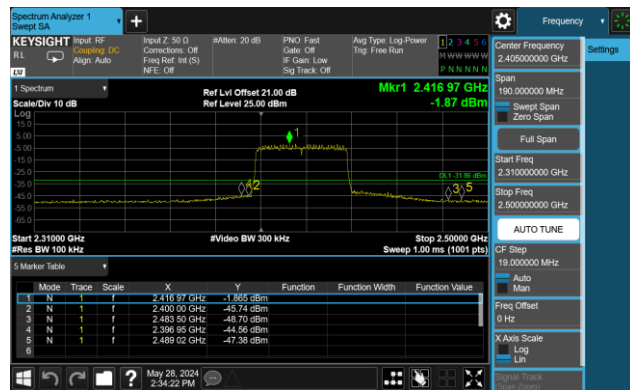 Spectrum Analyzer 1
Swept SA
Frequency
KEYSIGHT
RL
LXI
Input: RF
Coupling: DC
Align: Auto
Input Z: 50 Ω
Corrections: Off
Freq Ref: Int (S)
NFE: Off
#Atten: 20 dB
PNO: Fast
Gate: Off
IF Gain: Low
Sig Track: Off
Avg Type: Log-Power
Trig: Free Run
1 2 3 4 5 6
M W W W W W
P N N N N N
1 Spectrum
Scale/Div 10 dB
Log
Ref Lvl Offset 21.00 dB
Ref Level 25.00 dBm
Mkr1 2.416 97 GHz
-1.87 dBm
15.0
5.00
-5.00
-15.0
-25.0
-35.0
-45.0
-55.0
-65.0
1
DL1 -31.86 dBm
42
35
Start 2.31000 GHz
#Res BW 100 kHz
#Video BW 300 kHz
Stop 2.50000 GHz
Sweep 1.00 ms (1001 pts)
5 Marker Table
Mode Trace Scale X Y Function Function Width Function Value
1 N 1 f 2.416 97 GHz -1.865 dBm
2 N 1 f 2.400 00 GHz -45.74 dBm
3 N 1 f 2.483 50 GHz -48.70 dBm
4 N 1 f 2.396 95 GHz -44.56 dBm
5 N 1 f 2.489 02 GHz -47.38 dBm
6
May 28, 2024
2:34:22 PM
Center Frequency
2.405000000 GHz
Settings
Span
190.000000 MHz
Swept Span
Zero Span
Full Span
Start Freq
2.310000000 GHz
Stop Freq
2.500000000 GHz
AUTO TUNE
CF Step
19.000000 MHz
Auto
Man
Freq Offset
0 Hz
X Axis Scale
Log
Lin
Signal Track
(Span Zoom)